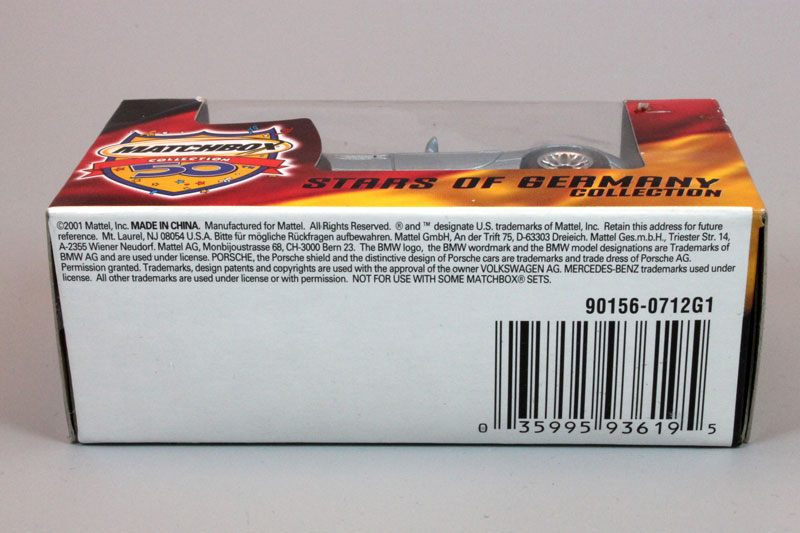 MATCHBOX
COLLECTION
50
STARS OF GERMANY
COLLECTION
©2001 Mattel, Inc. MADE IN CHINA. Manufactured for Mattel. All Rights Reserved. ® and ™ designate U.S. trademarks of Mattel, Inc. Retain this address for future
reference. Mt. Laurel, NJ 08054 U.S.A. Bitte für mögliche Rückfragen aufbewahren. Mattel GmbH, An der Trift 75, D-63303 Dreieich. Mattel Ges.m.b.H., Triester Str. 14,
A-2355 Wiener Neudorf. Mattel AG, Monbijoustrasse 68, CH-3000 Bern 23. The BMW logo, the BMW wordmark and the BMW model designations are Trademarks of
BMW AG and are used under license. PORSCHE, the Porsche shield and the distinctive design of Porsche cars are trademarks and trade dress of Porsche AG.
Permission granted. Trademarks, design patents and copyrights are used with the approval of the owner VOLKSWAGEN AG. MERCEDES-BENZ trademarks used under
license. All other trademarks are used under license or with permission. NOT FOR USE WITH SOME MATCHBOX® SETS.
90156-0712G1
0 35995 93619 5